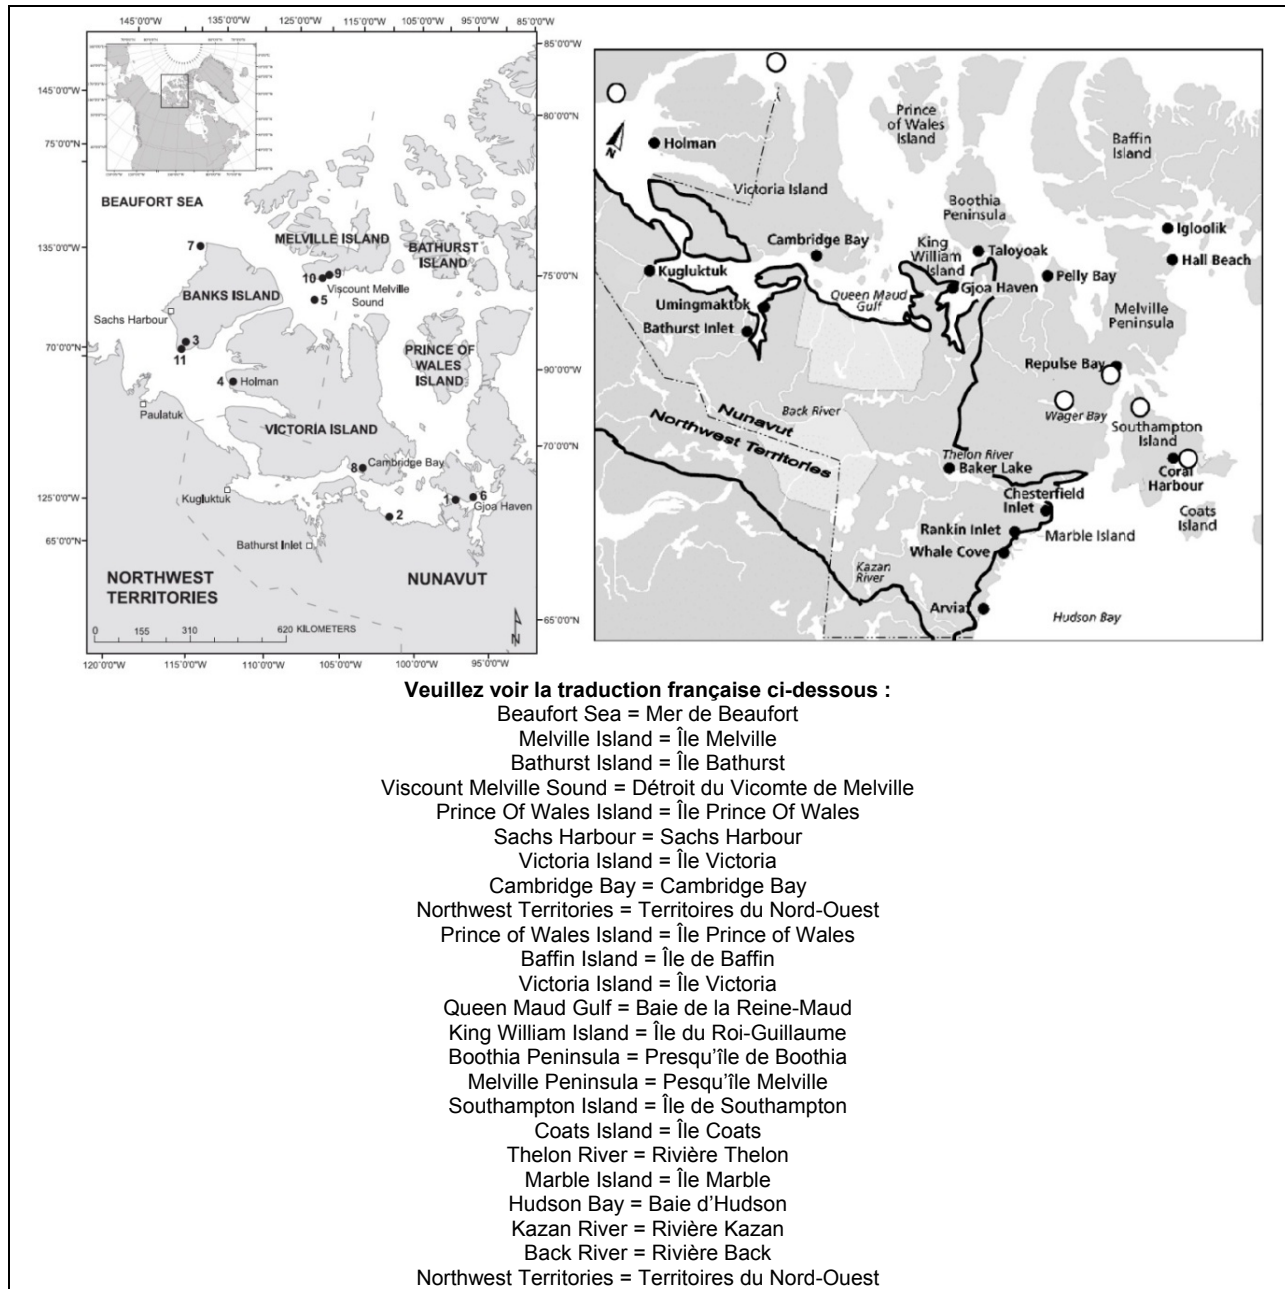 145°0'0"W 135°0'0"W 125°0'0"W 115°0'0"W 105°0'0"W 95°0'0"W 85°0'0"W
85°0'0"N
145°0'0"W
80°0'0"N
75°0'0"N
BEAUFORT SEA
135°0'0"W
7
MELVILLE ISLAND
BATHURST
ISLAND
10 9
75°0'0"N
Viscount Melville
Sound
5
BANKS ISLAND
Sachs Harbour
3
11
70°0'0"N
PRINCE OF
WALES
ISLAND
90°0'0"W
4 Holman
Paulatuk
VICTORIA ISLAND
70°0'0"N
8 Cambridge Bay
125°0'0"W
Kugluktuk
1 6
Gjoa Haven
2
65°0'0"N
Bathurst Inlet
NORTHWEST
TERRITORIES
NUNAVUT
65°0'0"N
0 155 310 620 KILOMETERS
N
120°0'0"W 115°0'0"W 110°0'0"W 105°0'0"W 100°0'0"W 95°0'0"W
N
Holman
Prince
of Wales
Island
Baffin
Island
Victoria Island
Boothia
Peninsula
Igloolik
Cambridge Bay
King
William
Island
Taloyoak
Hall Beach
Kugluktuk
Gjoa Haven
Pelly Bay
Queen Maud
Gulf
Umingmaktok
Bathurst Inlet
Melville
Peninsula
Repulse Bay
Back River
Wager Bay
Nunavut
Northwest Territories
Southampton
Island
Thelon River
Baker Lake
Coral
Harbour
Chesterfield
Inlet
Coats
Island
Rankin Inlet
Marble Island
Whale Cove
Kazan
River
Arviat
Hudson Bay
Veuillez voir la traduction française ci-dessous :
Beaufort Sea = Mer de Beaufort
Melville Island = Île Melville
Bathurst Island = Île Bathurst
Viscount Melville Sound = Détroit du Vicomte de Melville
Prince Of Wales Island = Île Prince Of Wales
Sachs Harbour = Sachs Harbour
Victoria Island = Île Victoria
Cambridge Bay = Cambridge Bay
Northwest Territories = Territoires du Nord-Ouest
Prince of Wales Island = Île Prince of Wales
Baffin Island = Île de Baffin
Victoria Island = Île Victoria
Queen Maud Gulf = Baie de la Reine-Maud
King William Island = Île du Roi-Guillaume
Boothia Peninsula = Presqu’île de Boothia
Melville Peninsula = Pesqu’île Melville
Southampton Island = Île de Southampton
Coats Island = Île Coats
Thelon River = Rivière Thelon
Marble Island = Île Marble
Hudson Bay = Baie d’Hudson
Kazan River = Rivière Kazan
Back River = Rivière Back
Northwest Territories = Territoires du Nord-Ouest